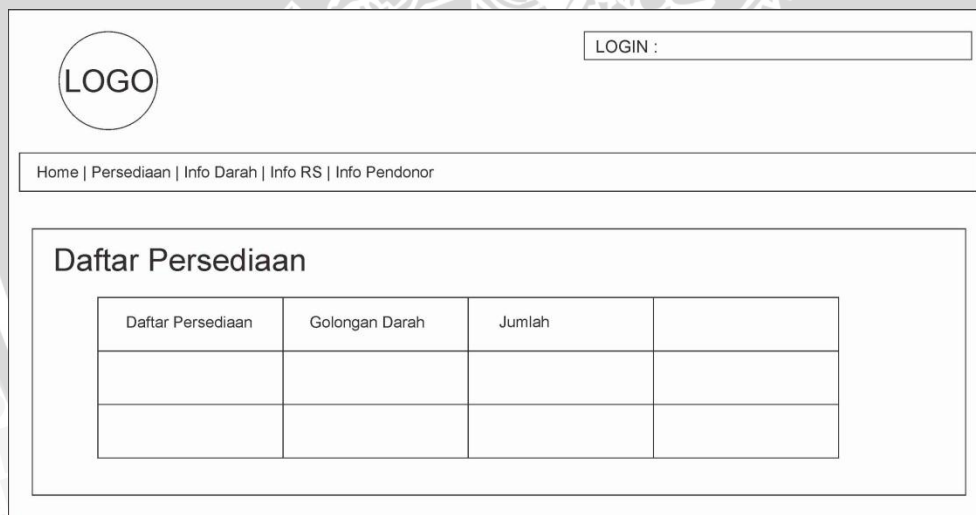 LOGO
LOGIN :
Home | Persediaan | Info Darah | Info RS | Info Pendonor
Daftar Persediaan
Daftar Persediaan Golongan Darah Jumlah